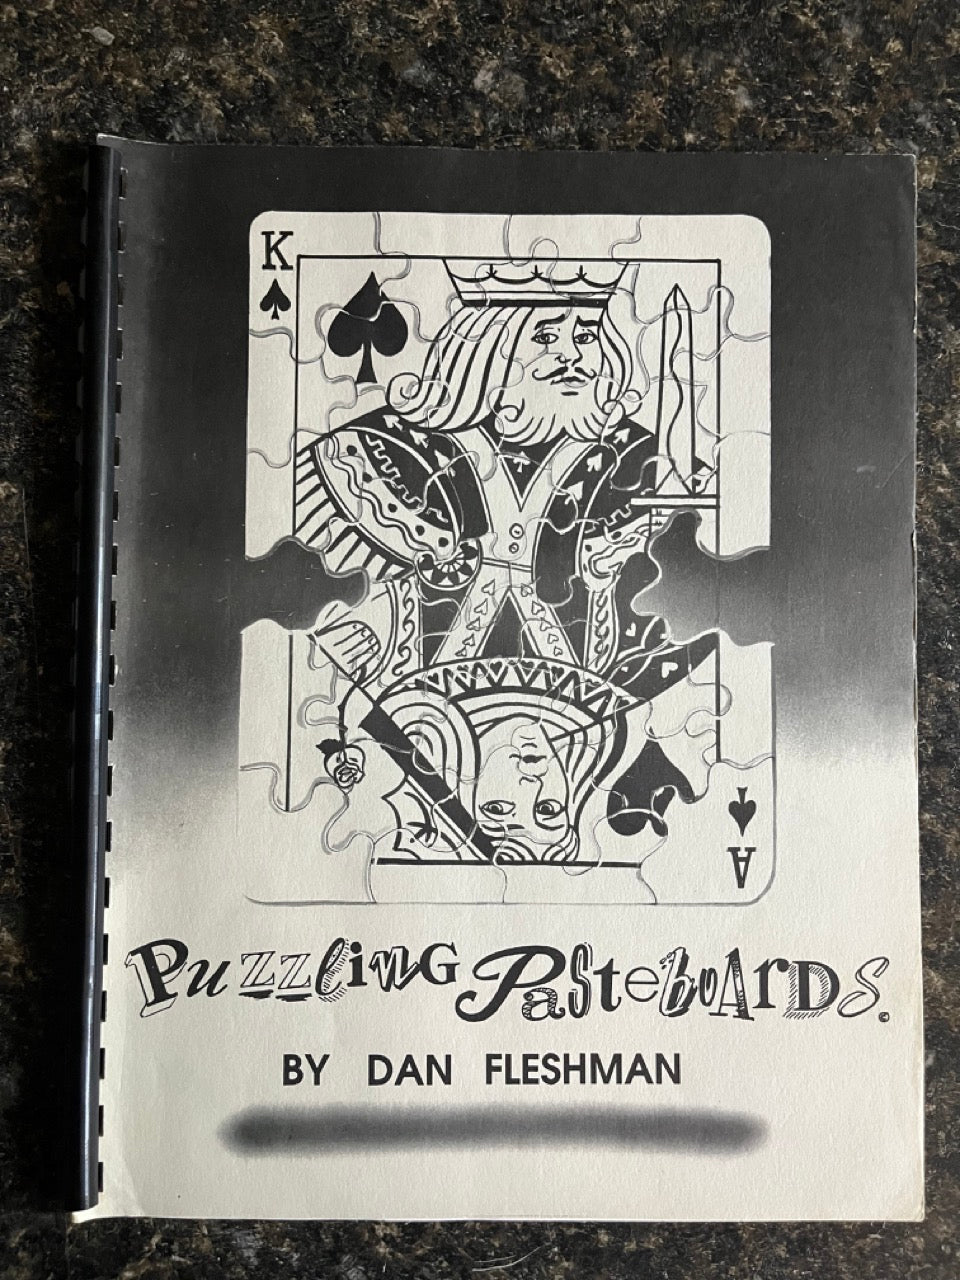 K
A
Puzzling Pasteboards. ©
BY DAN FLESHMAN